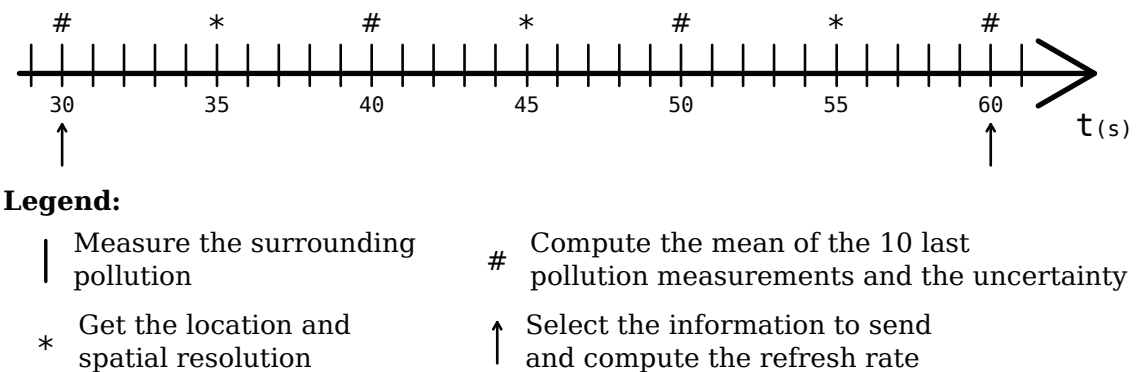 # * # * # * #
30 35 40 45 50 55 60
t(s)
Legend:
Measure the surrounding
pollution
# Compute the mean of the 10 last
pollution measurements and the uncertainty
* Get the location and
spatial resolution
Select the information to send
and compute the refresh rate